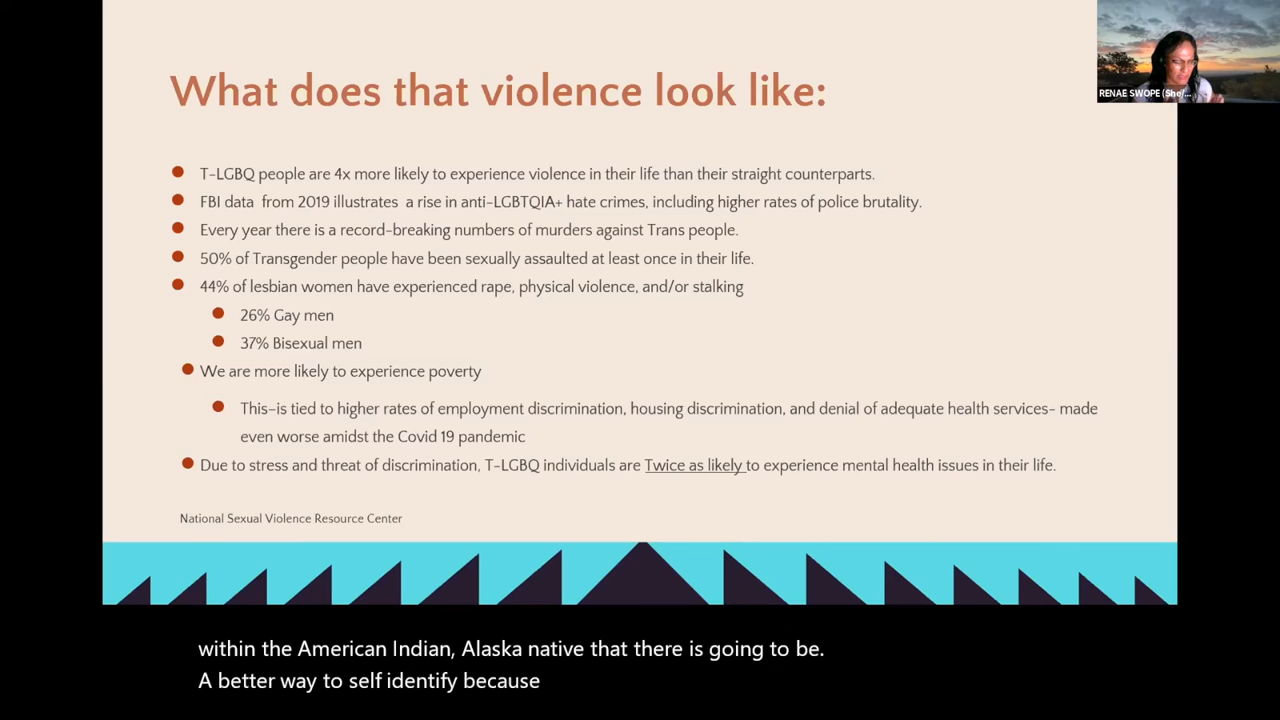 What does that violence look like:
RENAE SWOPE (She/...
T-LGBQ people are 4x more likely to experience violence in their life than their straight counterparts.
FBI data from 2019 illustrates a rise in anti-LGBTQIA+ hate crimes, including higher rates of police brutality.
Every year there is a record-breaking numbers of murders against Trans people.
50% of Transgender people have been sexually assaulted at least once in their life.
44% of lesbian women have experienced rape, physical violence, and/or stalking
26% Gay men
37% Bisexual men
We are more likely to experience poverty
This-is tied to higher rates of employment discrimination, housing discrimination, and denial of adequate health services- made
even worse amidst the Covid 19 pandemic
Due to stress and threat of discrimination, T-LGBQ individuals are Twice as likely to experience mental health issues in their life.
National Sexual Violence Resource Center
within the American Indian, Alaska native that there is going to be.
A better way to self identify because